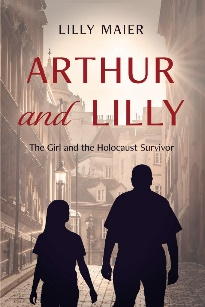 LILLY MAIER
ARTHUR
and LILLY
The Girl and the Holocaust Survivor